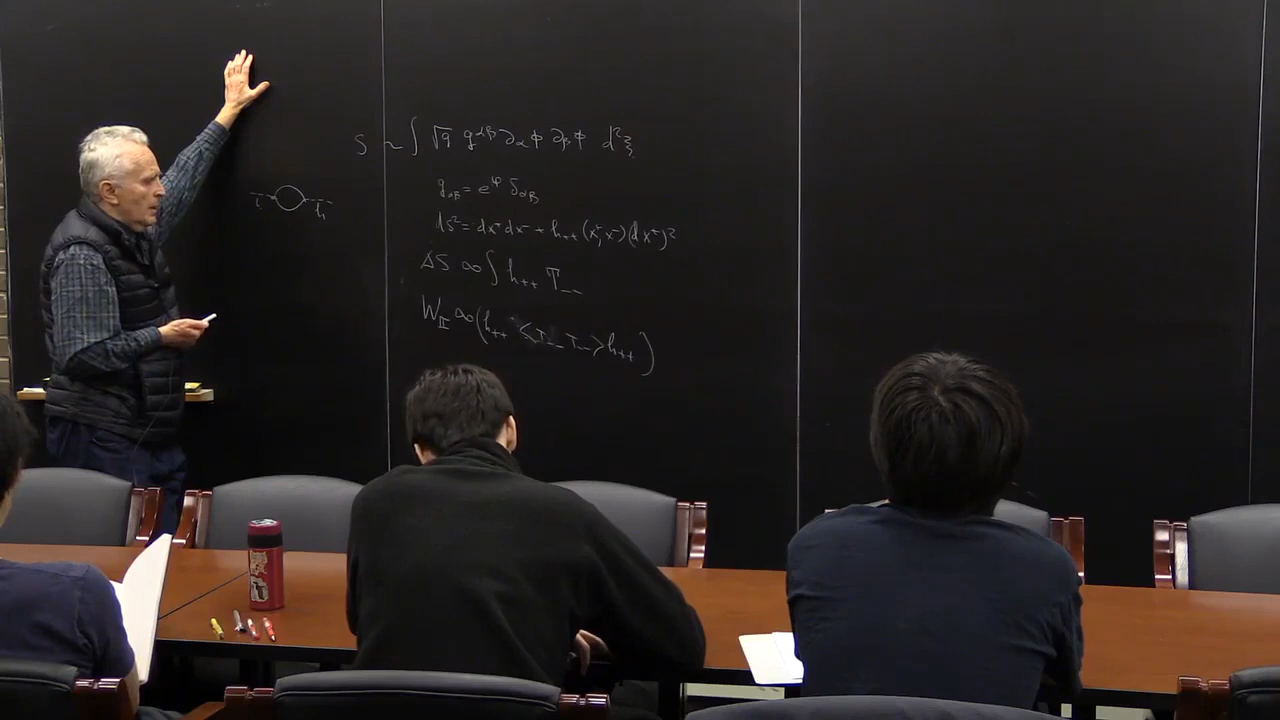 S ~ ∫ √g g^{αβ} ∂_α φ ∂_β φ d²ξ
g_{αβ} = e^φ δ_{αβ}
h
ds² = dx⁺dx⁻ + h_{++}(x⁺,x⁻)(dx⁺)²
ΔS ∝ ∫ h_{++} T_{--}
W_{II} ∝ (h_{++} <T_{--} T_{--}> h_{++})